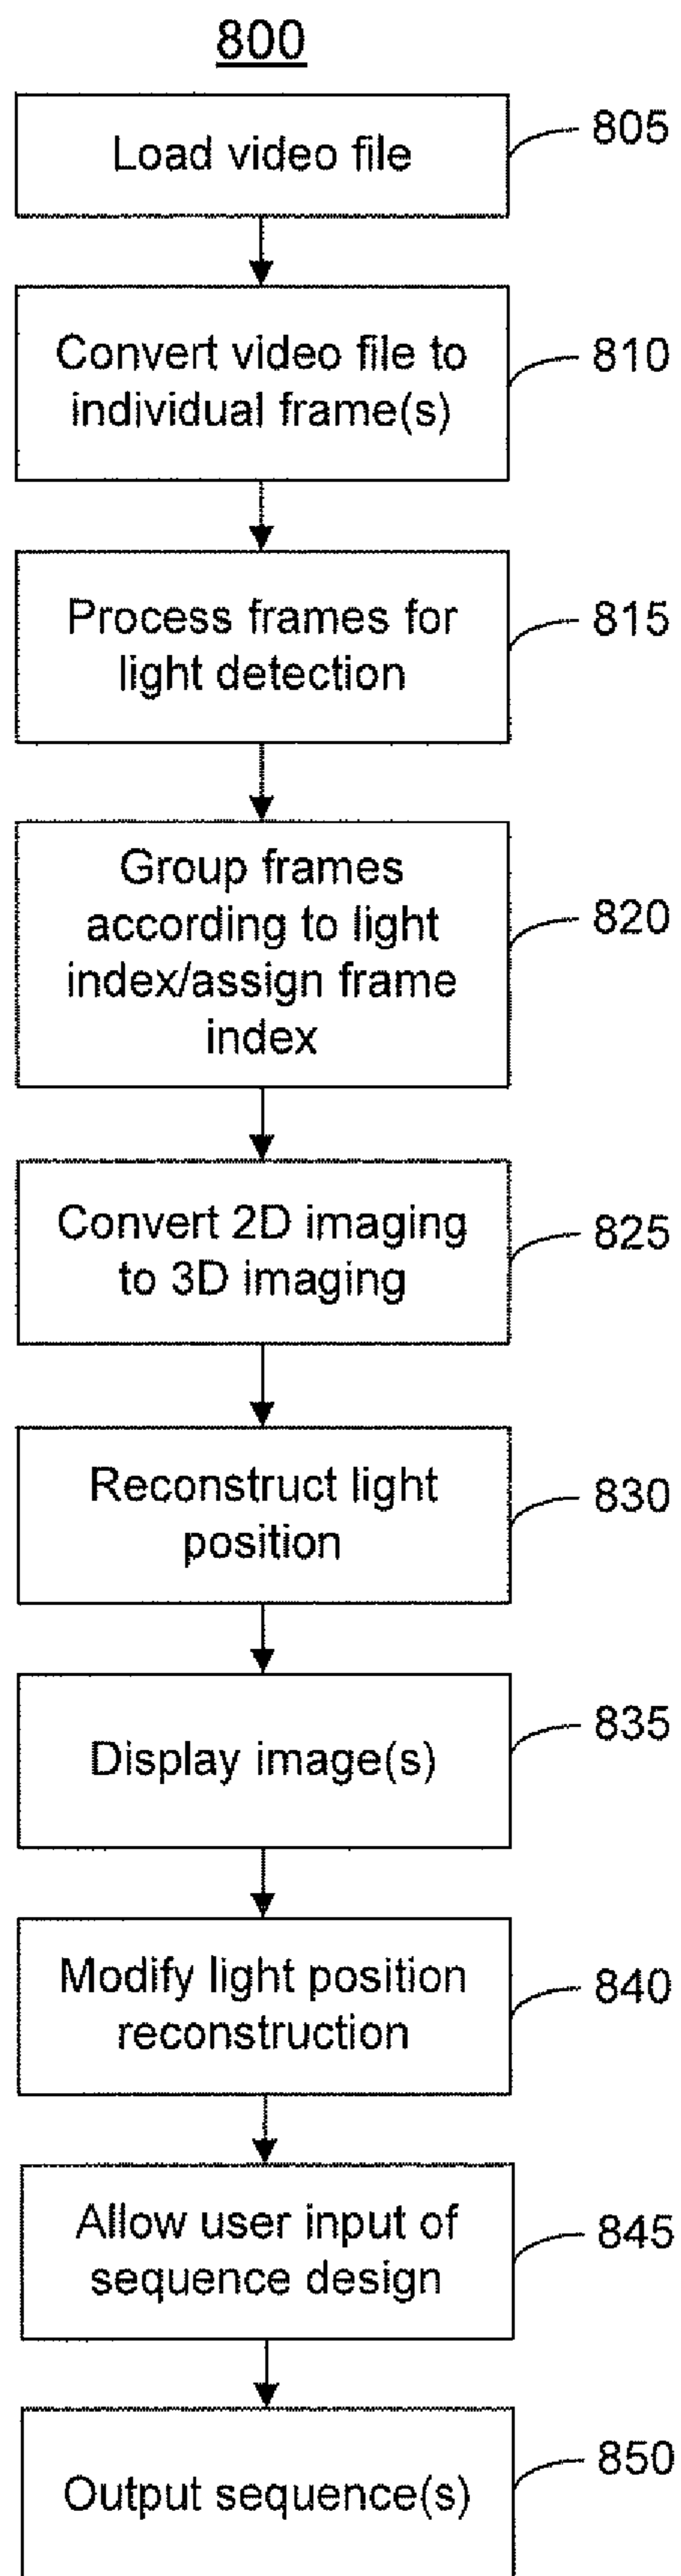 800
Load video file
805
Convert video file to
individual frame(s)
810
Process frames for
light detection
815
Group frames
according to light
index/assign frame
index
820
Convert 2D imaging
to 3D imaging
825
Reconstruct light
position
830
Display image(s)
835
Modify light position
reconstruction
840
Allow user input of
sequence design
845
Output sequence(s)
850